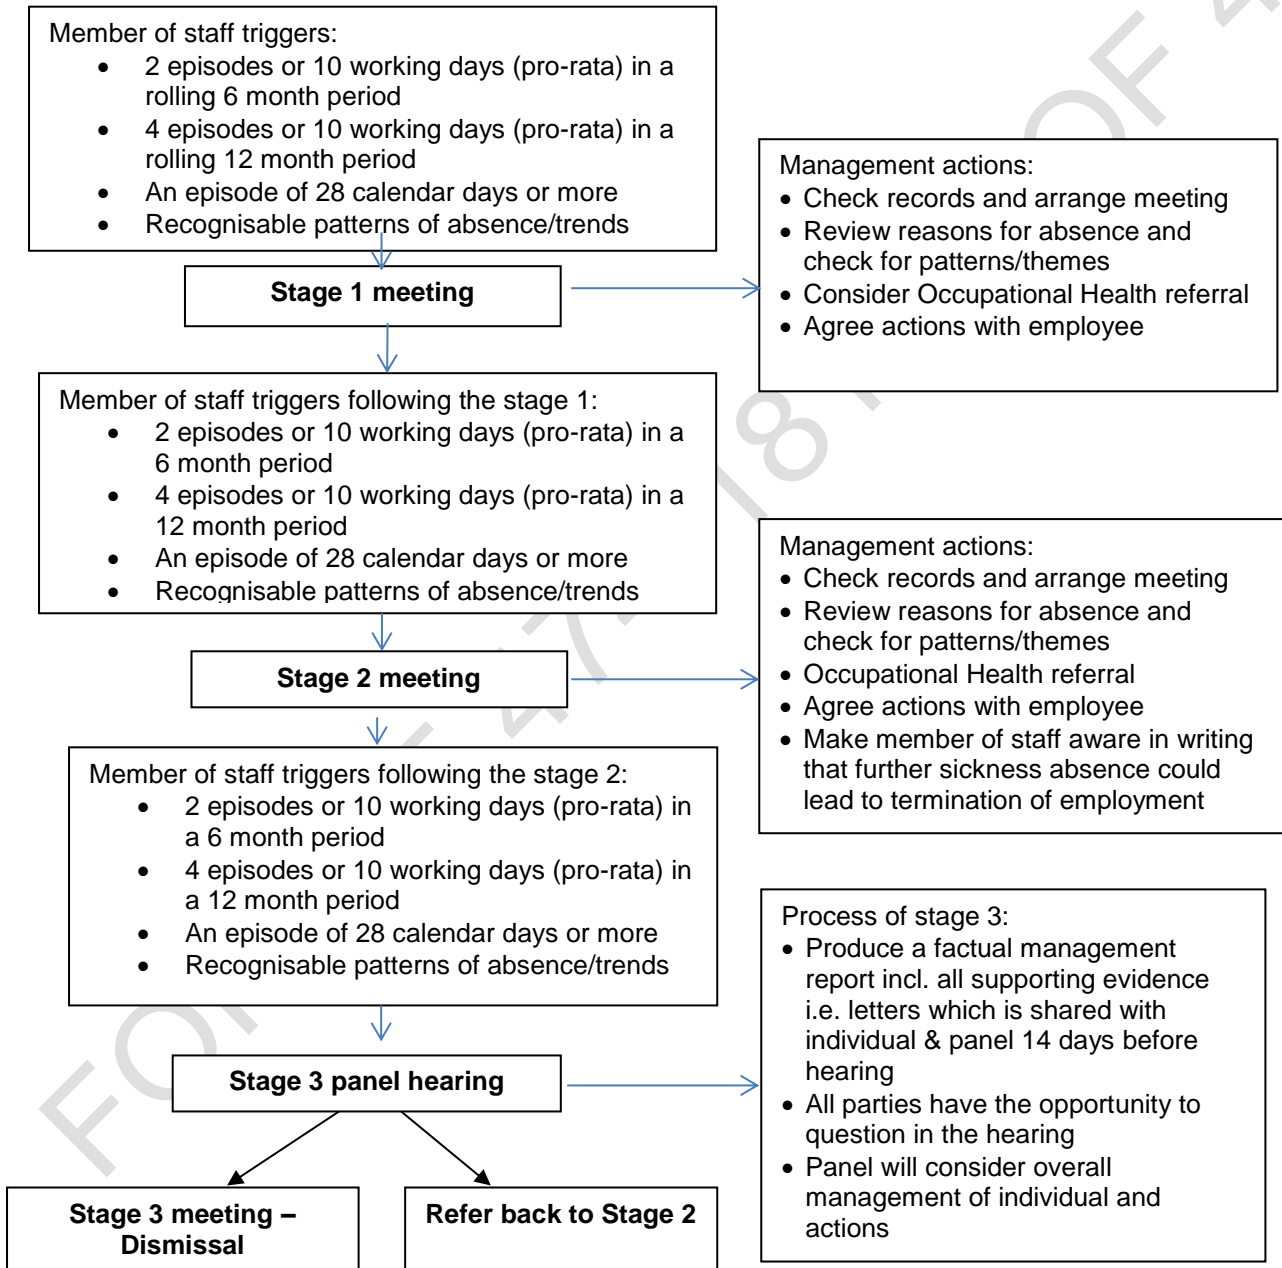 Member of staff triggers:
• 2 episodes or 10 working days (pro-rata) in a
rolling 6 month period
• 4 episodes or 10 working days (pro-rata) in a
rolling 12 month period
• An episode of 28 calendar days or more
• Recognisable patterns of absence/trends
Stage 1 meeting
Management actions:
• Check records and arrange meeting
• Review reasons for absence and
check for patterns/themes
• Consider Occupational Health referral
• Agree actions with employee
Member of staff triggers following the stage 1:
• 2 episodes or 10 working days (pro-rata) in a
6 month period
• 4 episodes or 10 working days (pro-rata) in a
12 month period
• An episode of 28 calendar days or more
• Recognisable patterns of absence/trends
Stage 2 meeting
Management actions:
• Check records and arrange meeting
• Review reasons for absence and
check for patterns/themes
• Occupational Health referral
• Agree actions with employee
• Make member of staff aware in writing
that further sickness absence could
lead to termination of employment
Member of staff triggers following the stage 2:
• 2 episodes or 10 working days (pro-rata) in
a 6 month period
• 4 episodes or 10 working days (pro-rata) in
a 12 month period
• An episode of 28 calendar days or more
• Recognisable patterns of absence/trends
Stage 3 panel hearing
Process of stage 3:
• Produce a factual management
report incl. all supporting evidence
i.e. letters which is shared with
individual & panel 14 days before
hearing
• All parties have the opportunity to
question in the hearing
• Panel will consider overall
management of individual and
actions
Stage 3 meeting –
Dismissal
Refer back to Stage 2